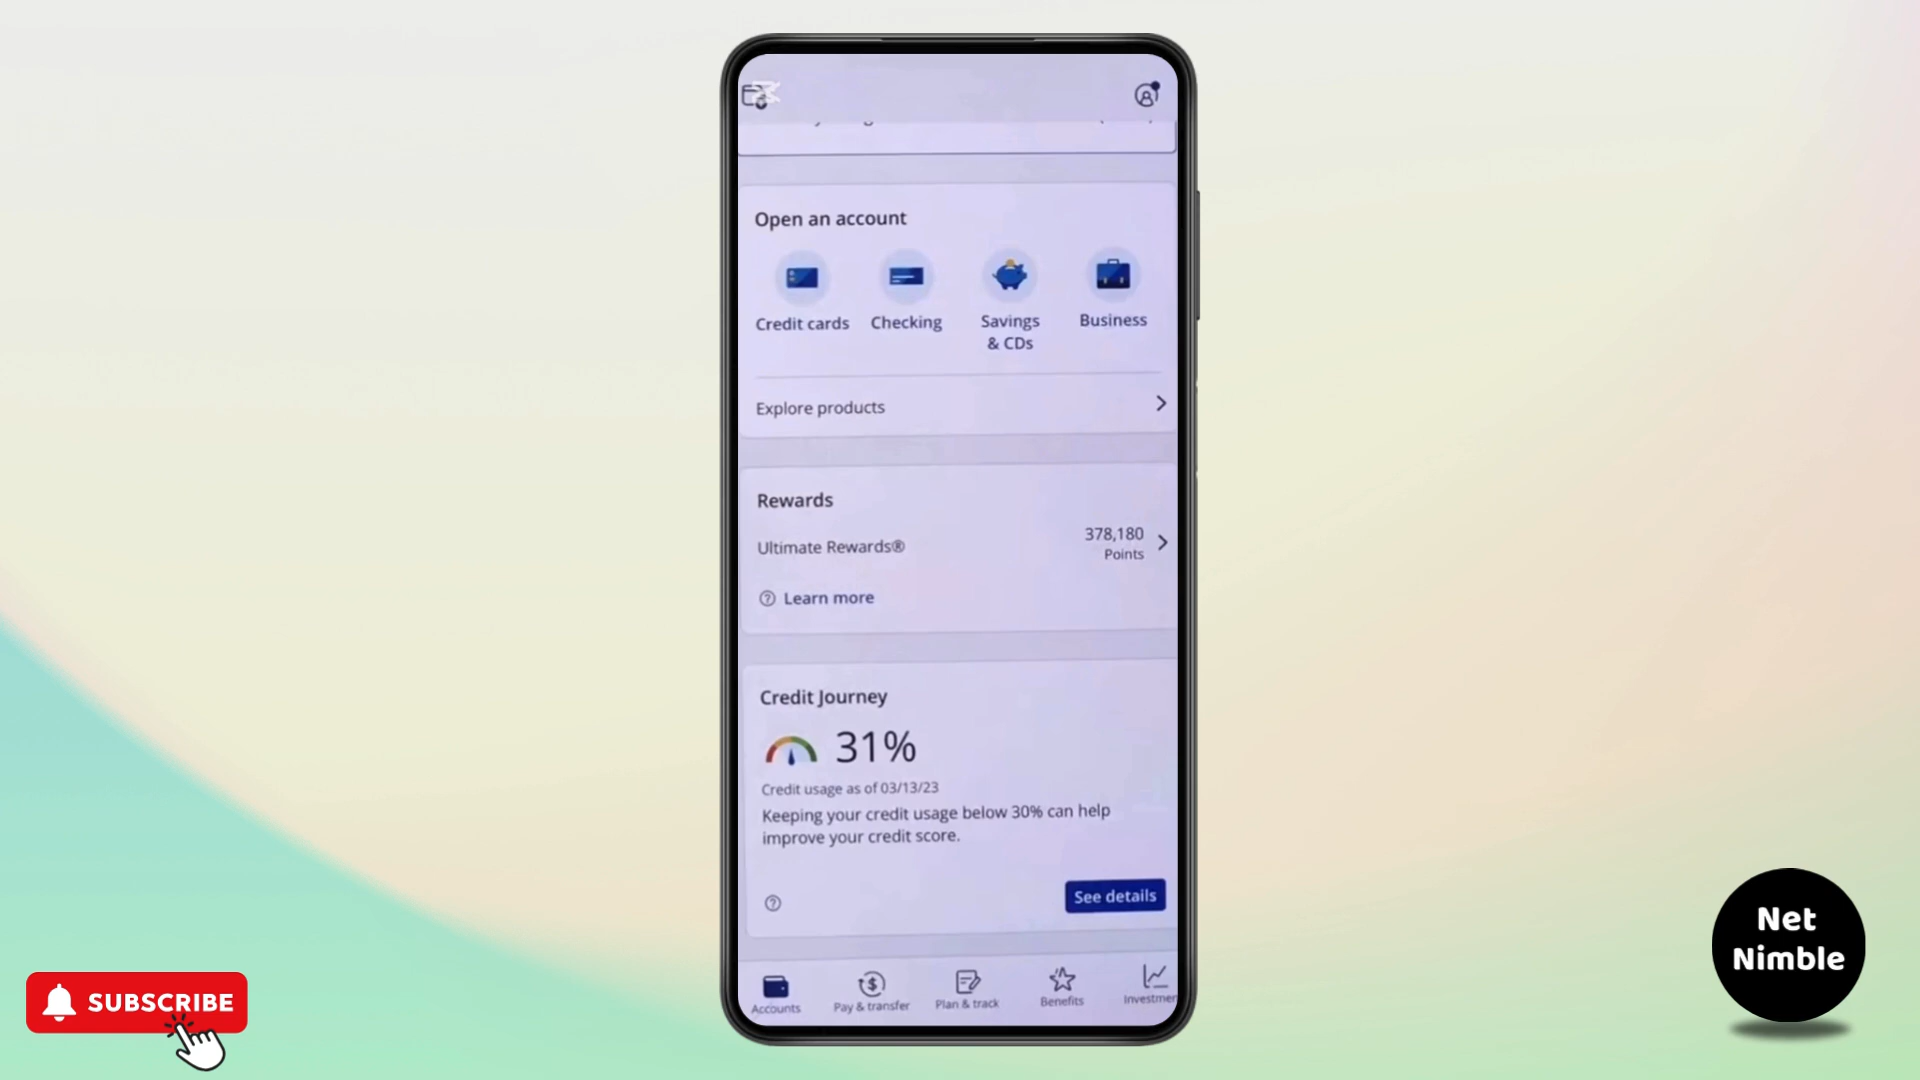 Open an account
Credit cards
Checking
Savings
& CDs
Business
Explore products
Rewards
Ultimate Rewards®
378,180
Points
Learn more
Credit Journey
31%
Credit usage as of 03/13/23
Keeping your credit usage below 30% can help
improve your credit score.
See details
Accounts
Pay & transfer
Plan & track
Benefits
Investmen
SUBSCRIBE
Net
Nimble